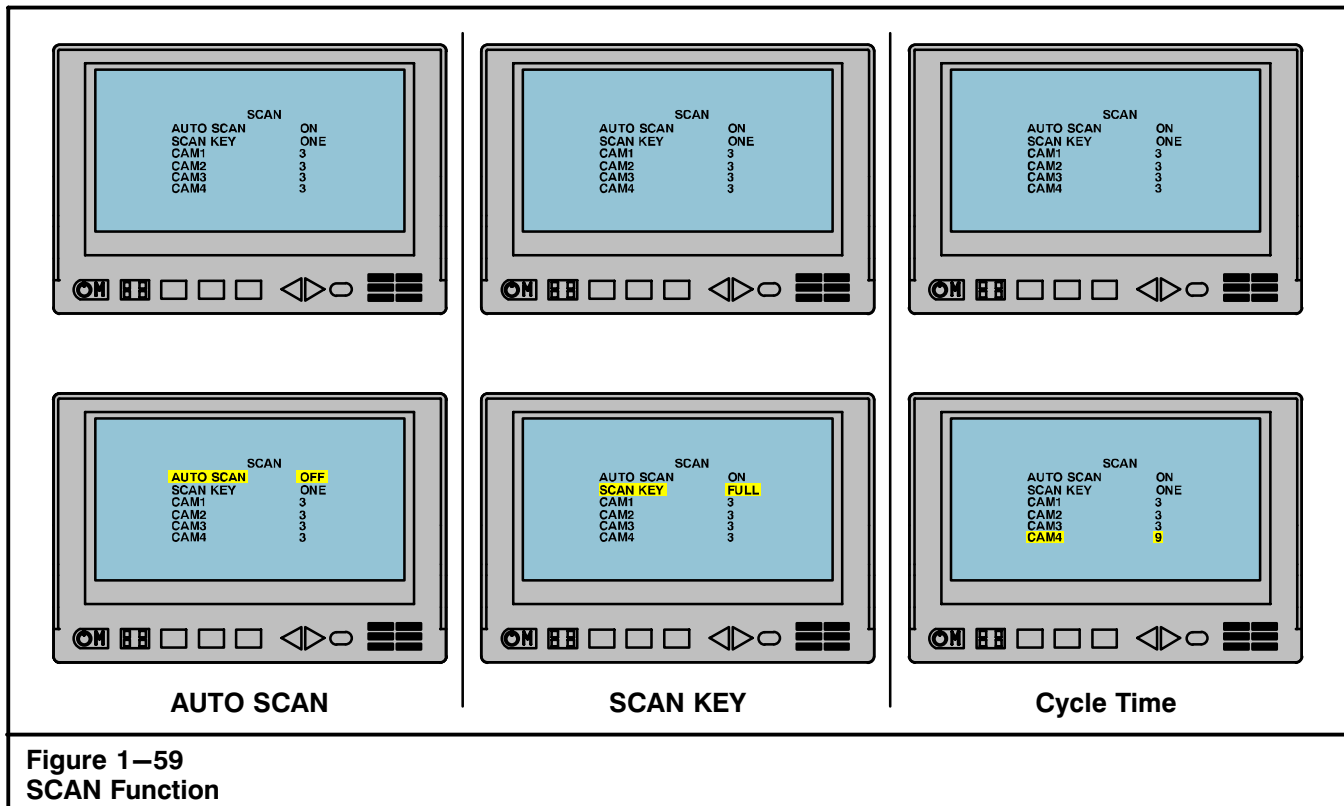 SCAN
AUTO SCAN ON
SCAN KEY ONE
CAM1 3
CAM2 3
CAM3 3
CAM4 3
M
SCAN
AUTO SCAN OFF
SCAN KEY ONE
CAM1 3
CAM2 3
CAM3 3
CAM4 3
M
AUTO SCAN
SCAN
AUTO SCAN ON
SCAN KEY ONE
CAM1 3
CAM2 3
CAM3 3
CAM4 3
M
SCAN
AUTO SCAN ON
SCAN KEY FULL
CAM1 3
CAM2 3
CAM3 3
CAM4 3
M
SCAN KEY
SCAN
AUTO SCAN ON
SCAN KEY ONE
CAM1 3
CAM2 3
CAM3 3
CAM4 3
M
SCAN
AUTO SCAN ON
SCAN KEY ONE
CAM1 3
CAM2 3
CAM3 3
CAM4 9
M
Cycle Time
Figure 1−59
SCAN Function